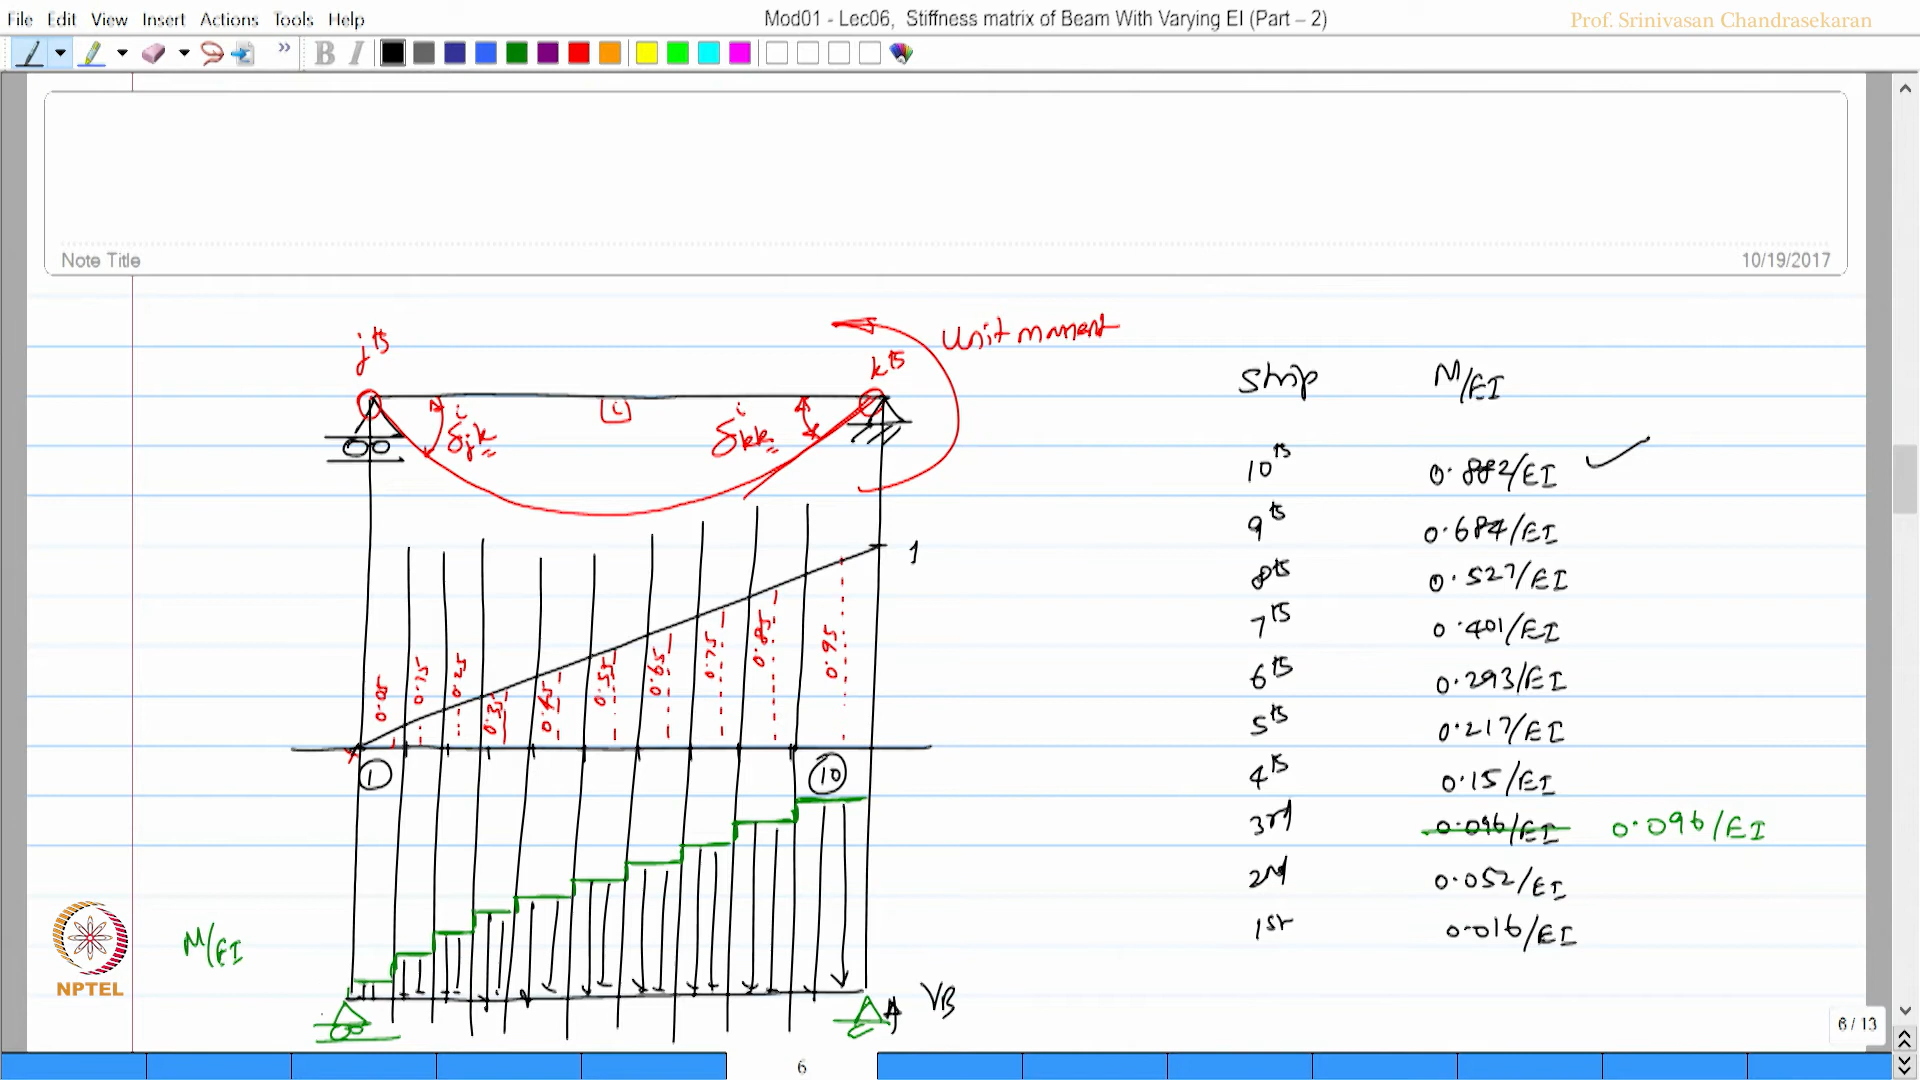 File Edit View Insert Actions Tools Help
Mod01 - Lec06, Stiffness matrix of Beam With Varying EI (Part – 2)
Prof. Srinivasan Chandrasekaran
B I
Note Title
10/19/2017
jth
kth
Unit moment
i
δjk i
δkk i
1
0.05 0.15 0.25 0.35 0.45 0.55 0.65 0.75 0.85 0.95
1 10
M/EI
VB
Strip M/EI
10th 0.882/EI
9th 0.684/EI
8th 0.527/EI
7th 0.401/EI
6th 0.293/EI
5th 0.217/EI
4th 0.15/EI
3rd 0.096/EI 0.096/EI
2nd 0.052/EI
1st 0.016/EI
NPTEL
6 / 13
6